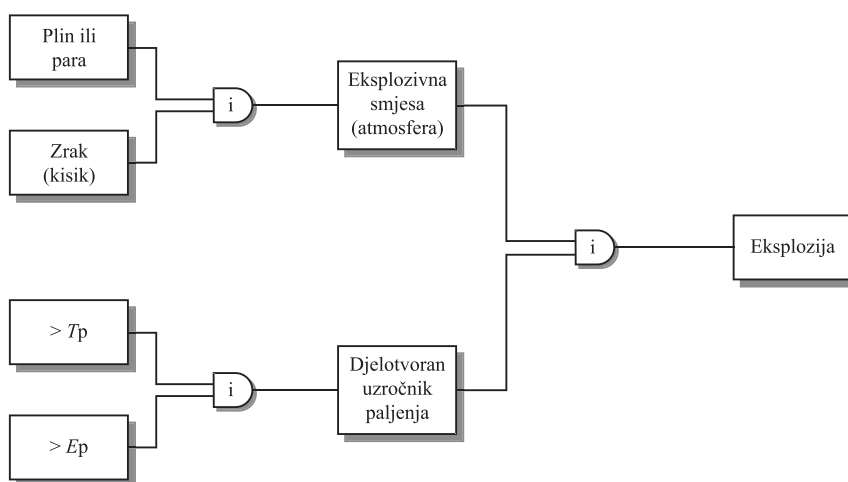 Plin ili
para
i
Zrak
(kisik)
Eksplozivna
smjesa
(atmosfera)
i
Eksplozija
> Tp
i
> Ep
Djelotvoran
uzročnik
paljenja